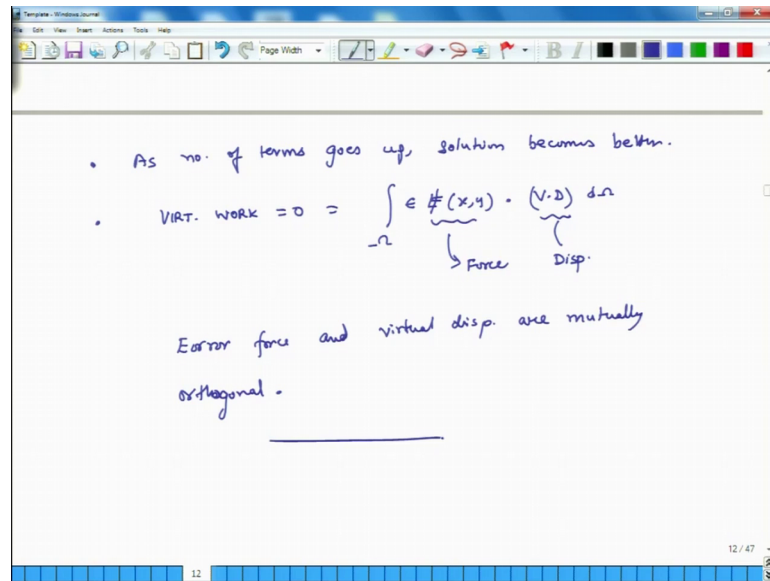 Template - Windows Journal
File Edit View Insert Actions Tools Help
Page Width
B I
• As no. of terms goes up, solution becomes better.
• VIRT. WORK = 0 = ∫ ∈ (x,y) • (V.D) dΩ
Ω
Force Disp.
Eorror force and virtual disp. are mutually
orthogonal.
12 / 47
12